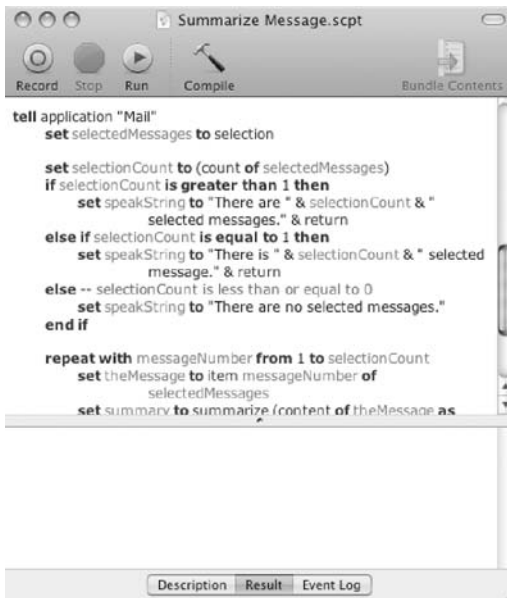 Summarize Message.scpt
Record Stop Run Compile Bundle Contents
tell application "Mail"
set selectedMessages to selection
set selectionCount to (count of selectedMessages)
if selectionCount is greater than 1 then
set speakString to "There are " & selectionCount & "
selected messages." & return
else if selectionCount is equal to 1 then
set speakString to "There is " & selectionCount & " selected
message." & return
else -- selectionCount is less than or equal to 0
set speakString to "There are no selected messages."
end if
repeat with messageNumber from 1 to selectionCount
set theMessage to item messageNumber of
selectedMessages
set summary to summarize (content of theMessage as
Description Result Event Log